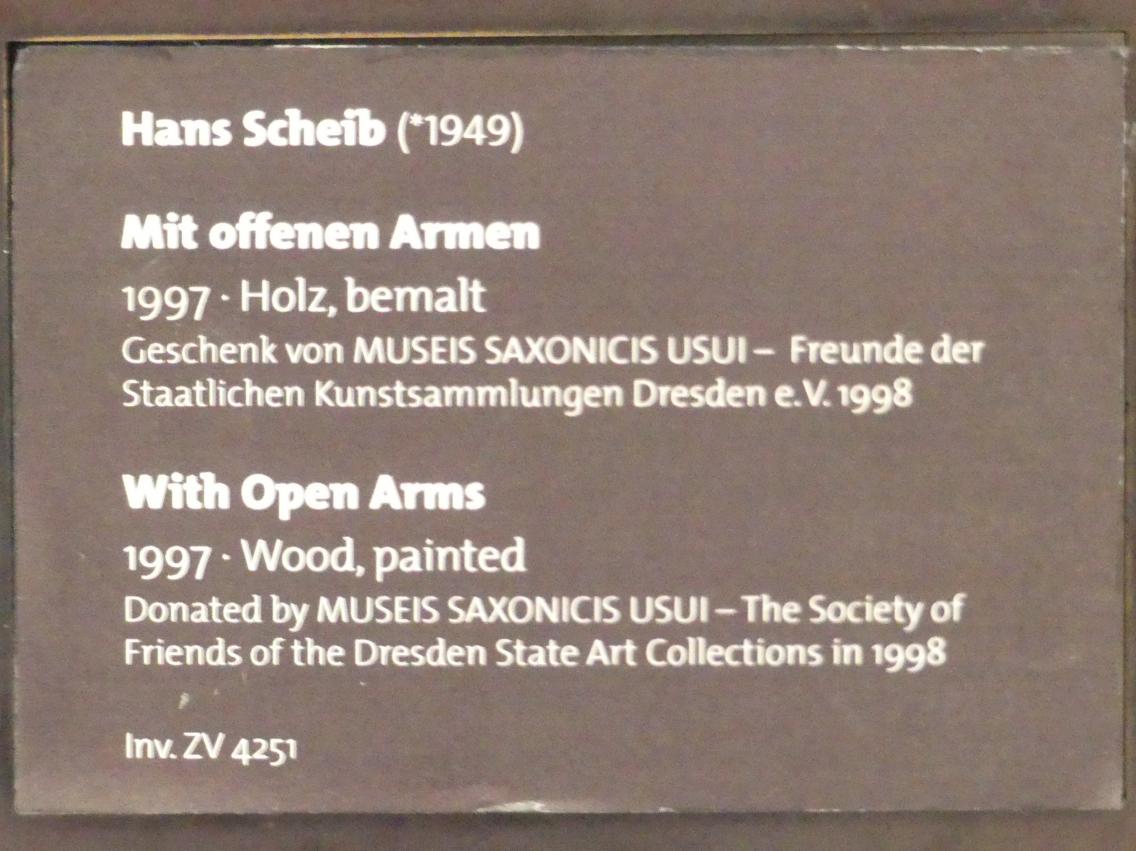 Hans Scheib (*1949)
Mit offenen Armen
1997 · Holz, bemalt
Geschenk von MUSEIS SAXONICIS USUI – Freunde der
Staatlichen Kunstsammlungen Dresden e.V. 1998
With Open Arms
1997 · Wood, painted
Donated by MUSEIS SAXONICIS USUI – The Society of
Friends of the Dresden State Art Collections in 1998
Inv. ZV 4251